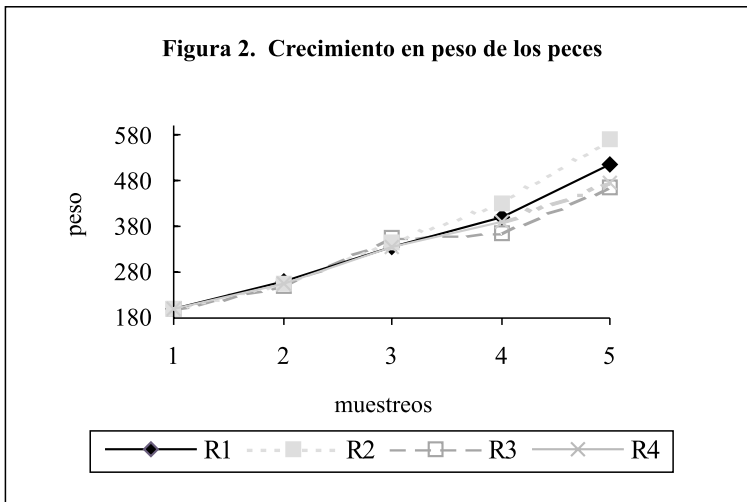 Figura 2. Crecimiento en peso de los peces
580
480
380
280
180
peso
1 2 3 4 5
muestreos
R1 R2 R3 R4